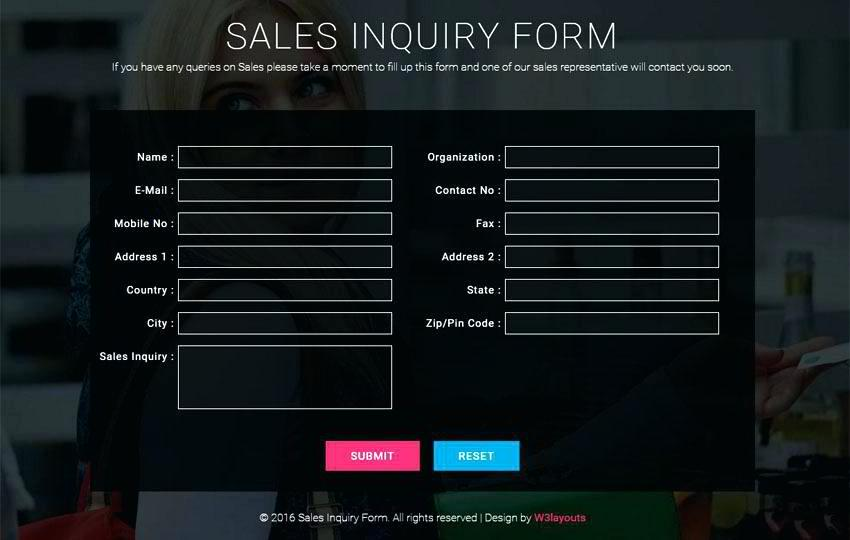 SALES INQUIRY FORM
If you have any queries on Sales please take a moment to fill up this form and one of our sales representative will contact you soon.
Name : Organization :
E-Mail : Contact No :
Mobile No : Fax :
Address 1 : Address 2 :
Country : State :
City : Zip/Pin Code :
Sales Inquiry :
SUBMIT RESET
© 2016 Sales Inquiry Form. All rights reserved | Design by W3layouts